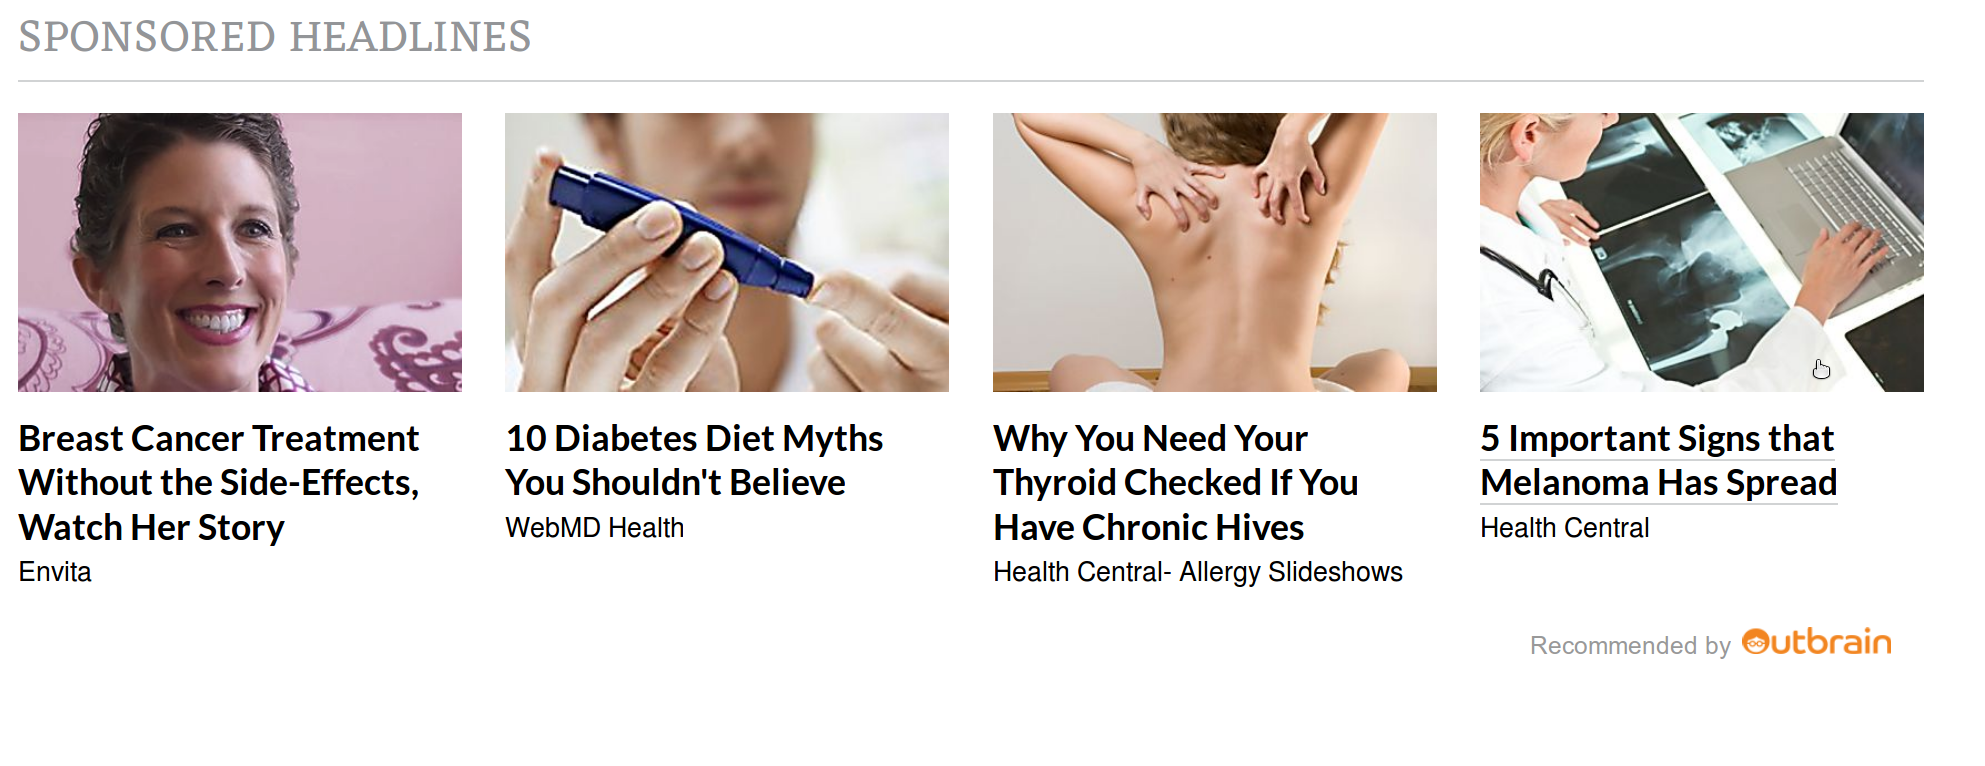 SPONSORED HEADLINES
Breast Cancer Treatment
Without the Side-Effects,
Watch Her Story
Envita
10 Diabetes Diet Myths
You Shouldn't Believe
WebMD Health
Why You Need Your
Thyroid Checked If You
Have Chronic Hives
Health Central- Allergy Slideshows
5 Important Signs that
Melanoma Has Spread
Health Central
Recommended by Outbrain